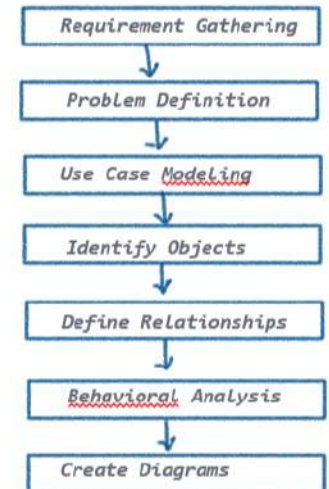 Requirement Gathering
Problem Definition
Use Case Modeling
Identify Objects
Define Relationships
Behavioral Analysis
Create Diagrams